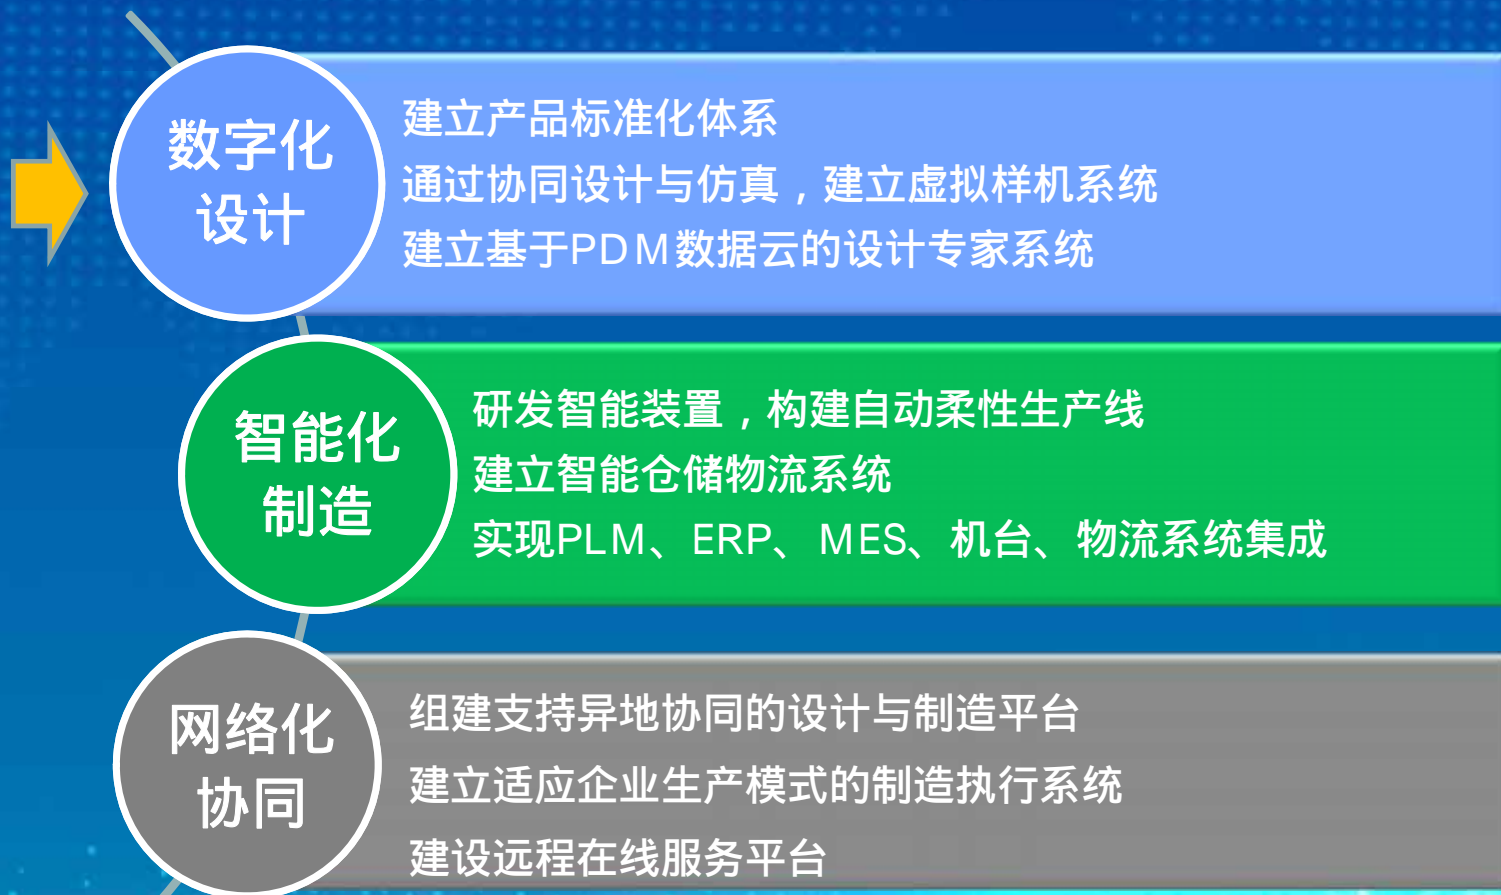 数字化
设计
建立产品标准化体系
通过协同设计与仿真，建立虚拟样机系统
建立基于PDM数据云的设计专家系统
智能化
制造
研发智能装置，构建自动柔性生产线
建立智能仓储物流系统
实现PLM、ERP、MES、机台、物流系统集成
网络化
协同
组建支持异地协同的设计与制造平台
建立适应企业生产模式的制造执行系统
建设远程在线服务平台